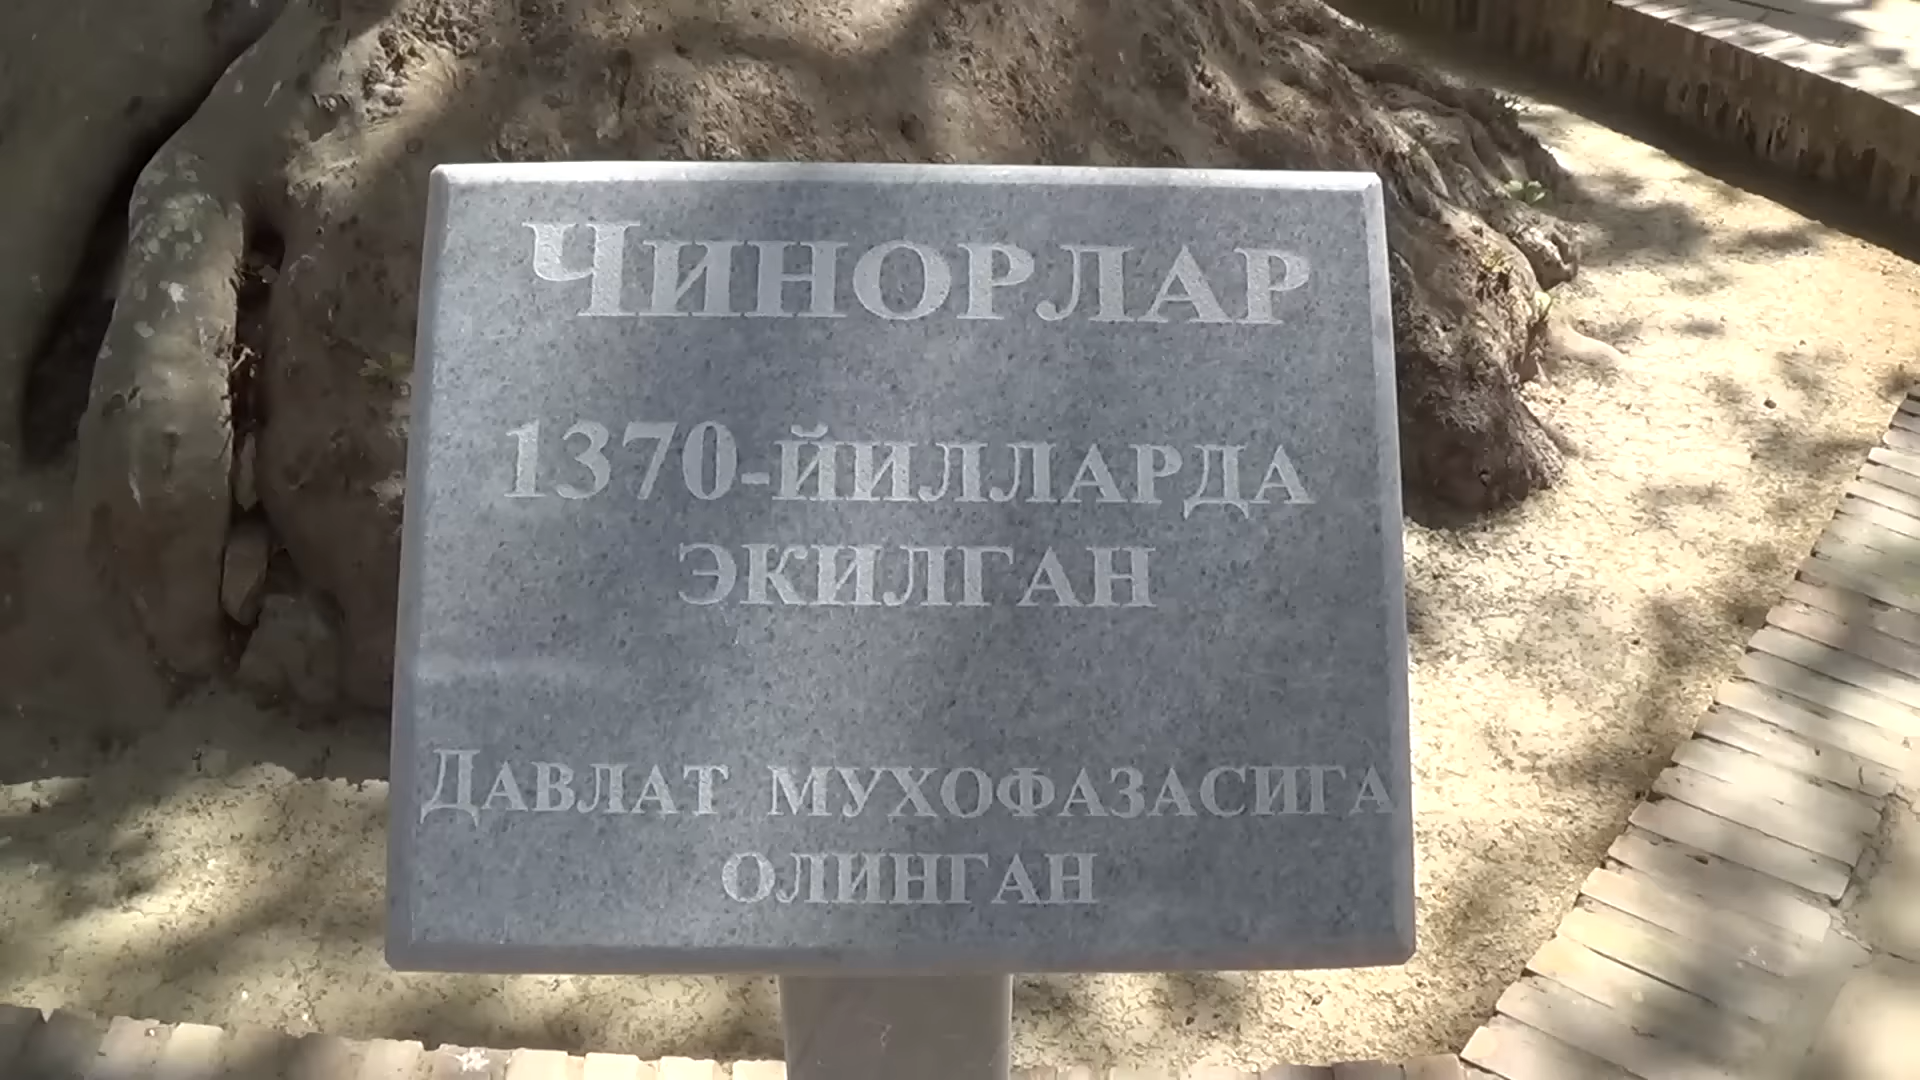 Чинорлар
1370-йилларда
экилган
Давлат мухофазасига
олинган